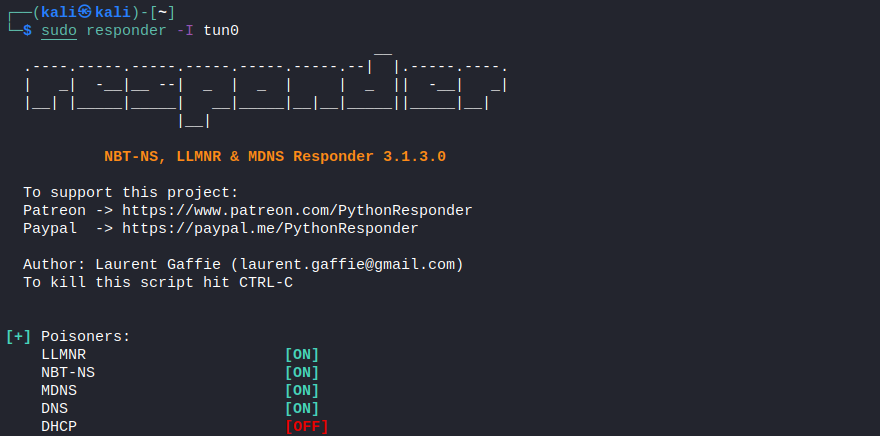 ┌──(kali㉿kali)-[~]
└─$ sudo responder -I tun0
                                         __
  .----.-----.-----.-----.-----.-----.--|  |.-----.----.
  |   _|  -__|__ --|  _  |  _  |     |  _  ||  -__|   _|
  |__| |_____|_____|   __|_____|__|__|_____||_____|__|
                   |__|
NBT-NS, LLMNR & MDNS Responder 3.1.3.0
To support this project:
Patreon -> https://www.patreon.com/PythonResponder
Paypal  -> https://paypal.me/PythonResponder
Author: Laurent Gaffie (laurent.gaffie@gmail.com)
To kill this script hit CTRL-C
[+] Poisoners:
LLMNR                      [ON]
NBT-NS                     [ON]
MDNS                       [ON]
DNS                        [ON]
DHCP                       [OFF]